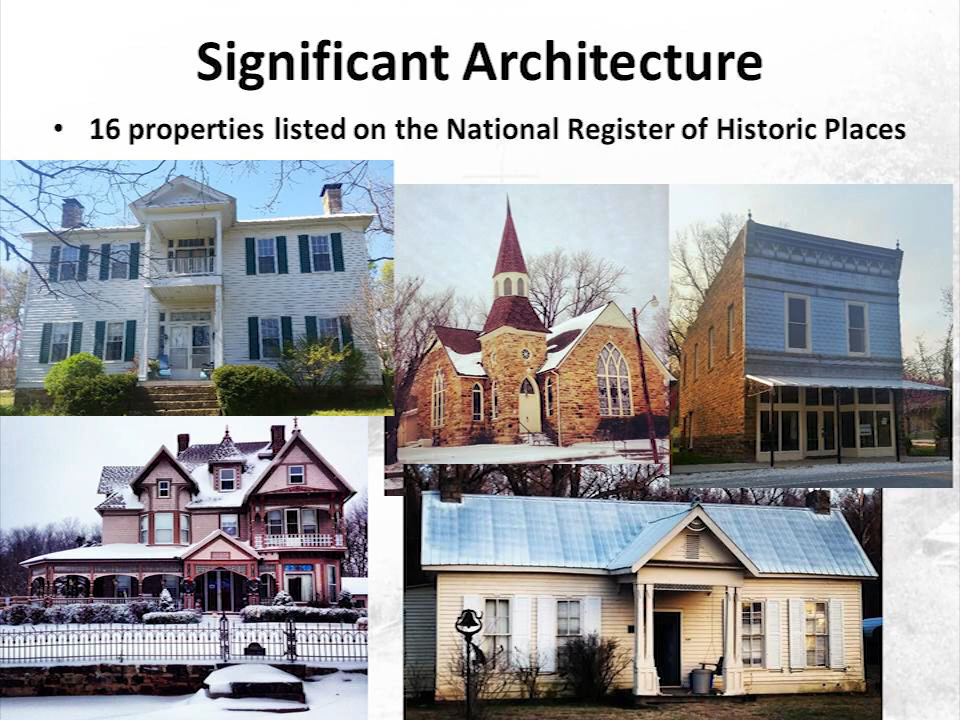 Significant Architecture
• 16 properties listed on the National Register of Historic Places